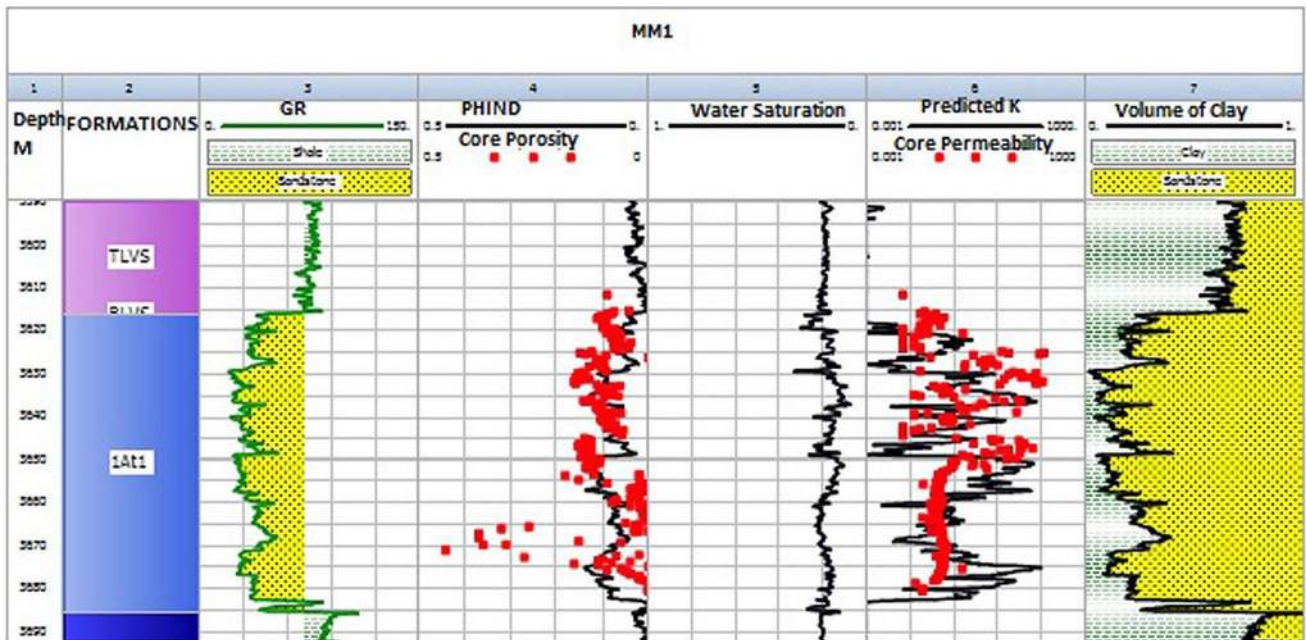 MM1
1 2 3 4 5 6 7
Depth FORMATIONS GR PHIND Water Saturation Predicted K Volume of Clay
M
0. 150. 0.5 0. 1. 0. 0.001 1000. 0. 1.
Core Porosity Core Permeability
0.5 0 0.001 1000
Shale Clay
Sandstone Sandstone
3590
3600
TLVS
3610
BLVS
3620
3630
3640
3650
1At1
3660
3670
3680
3690